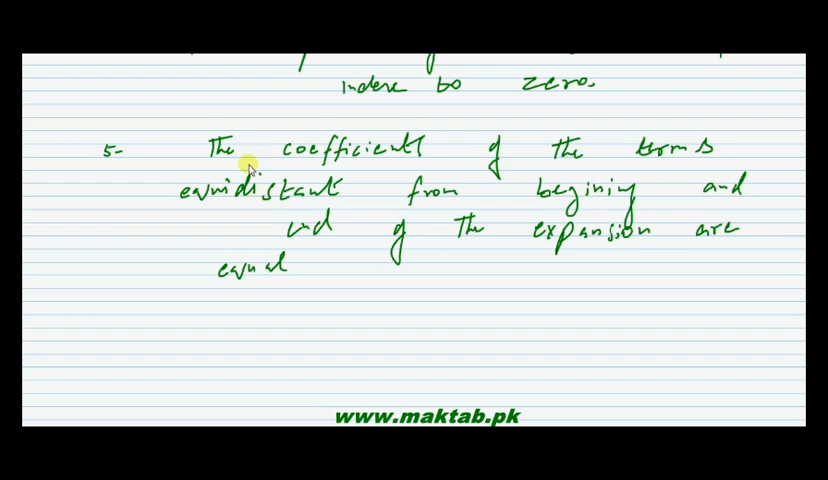 index to zero.
5- The coefficients of the terms
equidistant from begining and
end of the expansion are
equal
www.maktab.pk